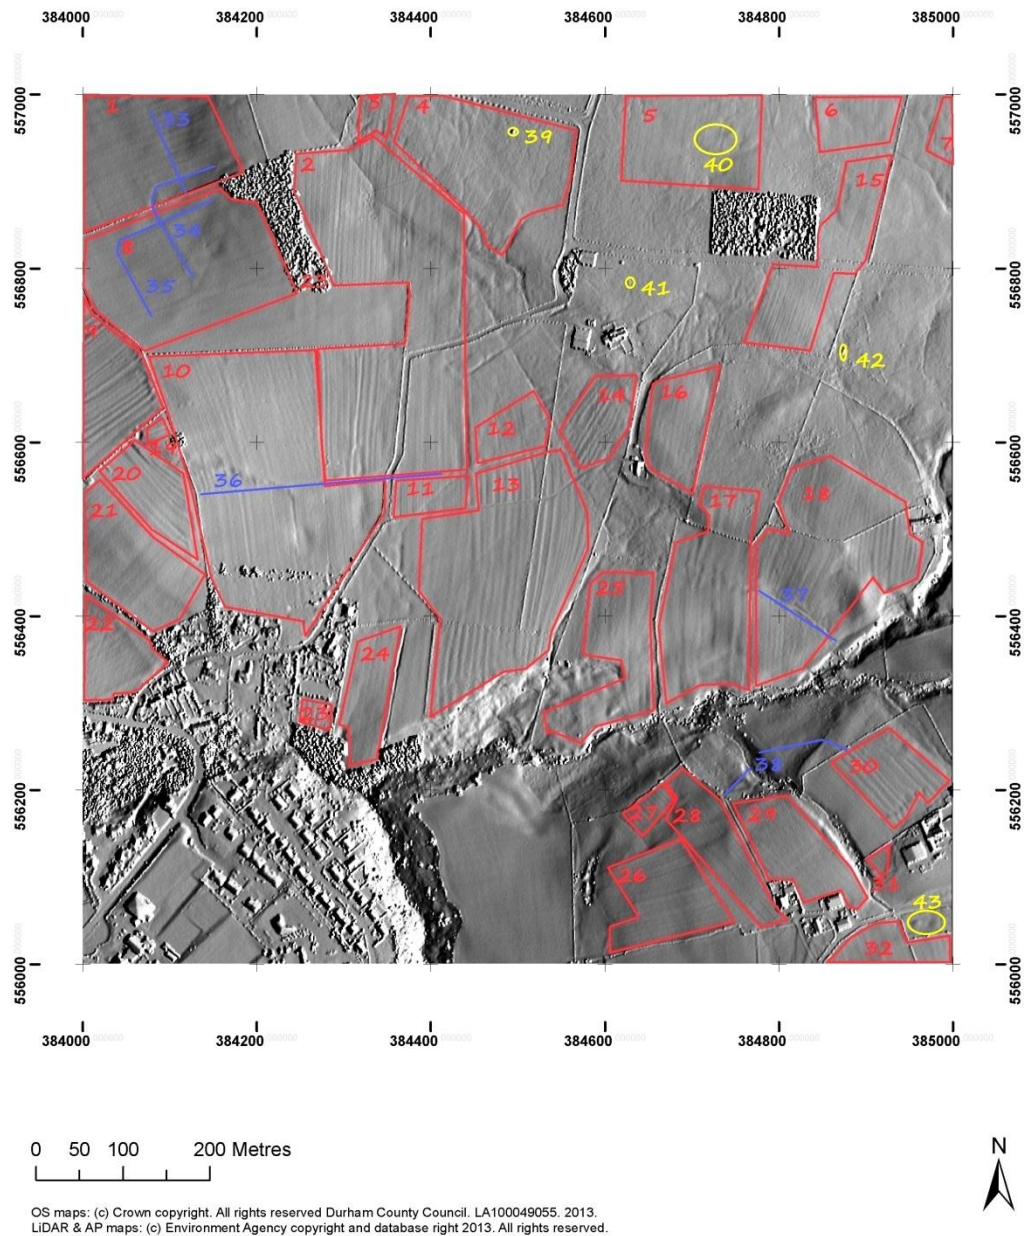 384000 384200 384400 384600 384800 385000
557000 557000
1 3 4 5 6
33 39 7
2 40 15
34
8
556800 556800
35 41
9 42
10
14 16
12
556600 556600
19
20 36 11 13 17 18
21
25 37
556400 556400
22
24
23
38 30
556200 556200
27 28 29
26 31
43
32
556000 556000
384000 384200 384400 384600 384800 385000
0 50 100 200 Metres
N
OS maps: (c) Crown copyright. All rights reserved Durham County Council. LA100049055. 2013.
LiDAR & AP maps: (c) Environment Agency copyright and database right 2013. All rights reserved.